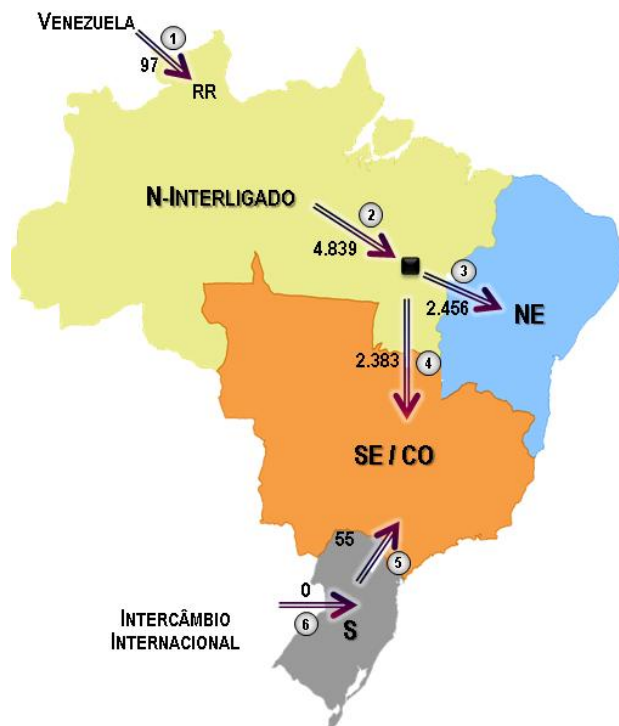 VENEZUELA
1
97
RR
N-INTERLIGADO
2
4.839
3
2.456
NE
2.383
4
SE / CO
55
5
0
INTERCÂMBIO
INTERNACIONAL
6
S